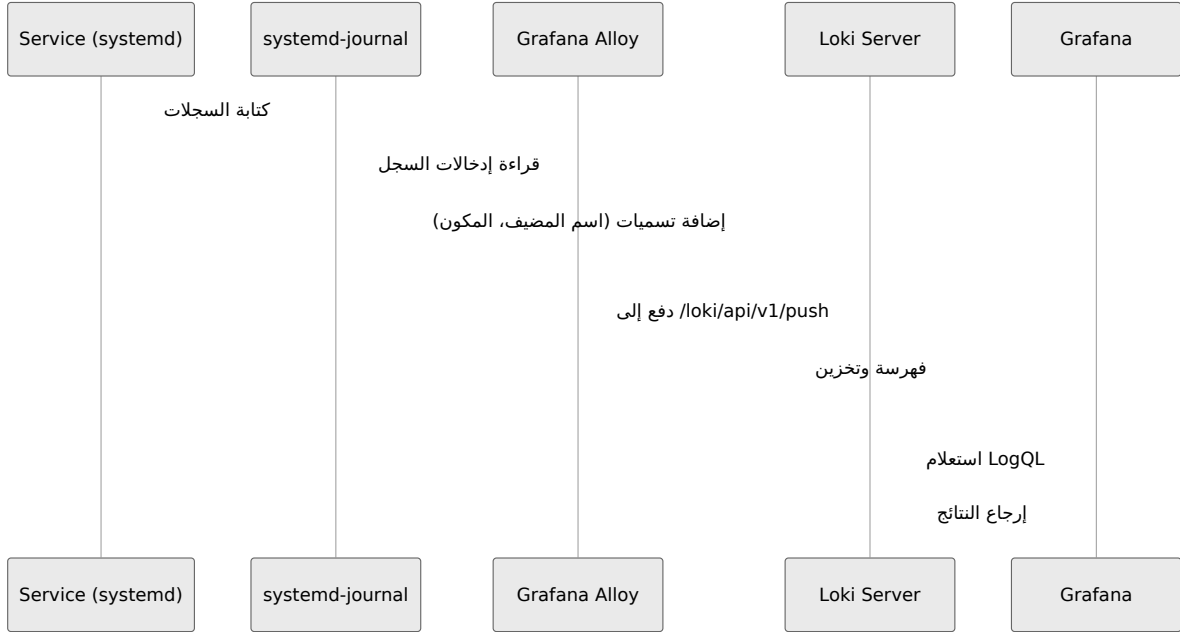 Service (systemd)
systemd-journal
Grafana Alloy
Loki Server
Grafana
كتابة السجلات
قراءة إدخالات السجل
إضافة تسميات (اسم المضيف، المكون)
دفع إلى /loki/api/v1/push
فهرسة وتخزين
استعلام LogQL
إرجاع النتائج
Service (systemd)
systemd-journal
Grafana Alloy
Loki Server
Grafana